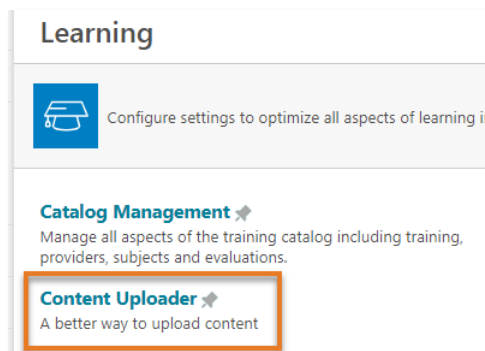 Learning
Configure settings to optimize all aspects of learning
Catalog Management
Manage all aspects of the training catalog including training,
providers, subjects and evaluations.
Content Uploader
A better way to upload content